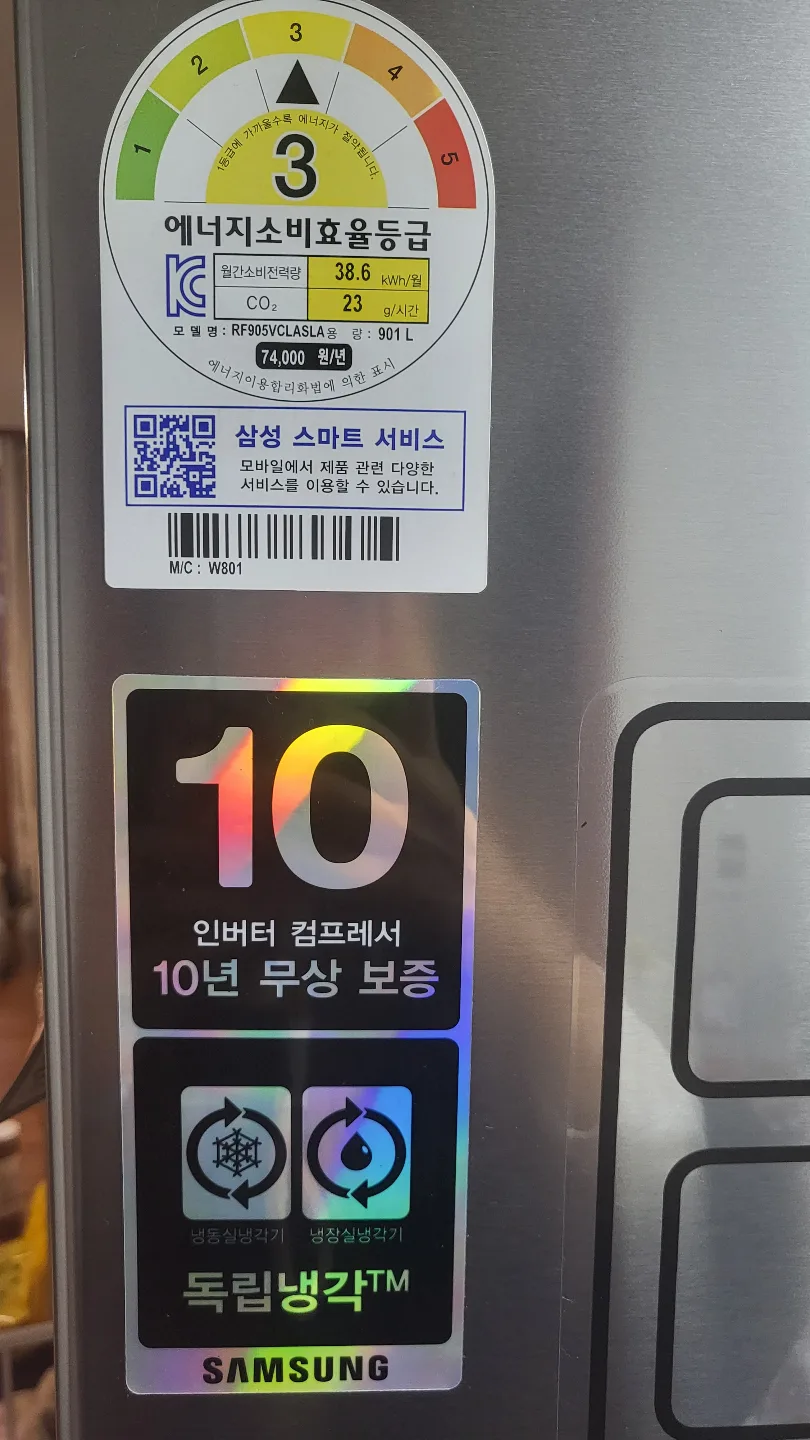 1 2 3 4 5
1등급에 가까울수록 에너지가 절약됩니다.
3
에너지소비효율등급
월간소비전력량 38.6 kWh/월
CO₂ 23 g/시간
모 델 명 : RF905VCLASLA 용 량 : 901 L
74,000 원/년
에너지이용합리화법에 의한 표시
삼성 스마트 서비스
모바일에서 제품 관련 다양한
서비스를 이용할 수 있습니다.
M/C : W801
10
인버터 컴프레서
10년 무상 보증
냉동실냉각기 냉장실냉각기
독립냉각™
SAMSUNG